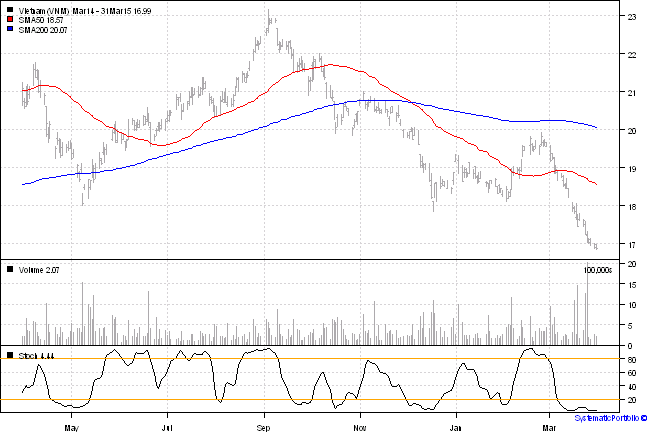 Vietnam (VNM) Mar14 - 31Mar15 16.99
SMA50 18.57
SMA200 20.07
23
22
21
20
19
18
17
Volume 2.07
100,000s
20
15
10
5
0
Stoch 4.44
80
60
40
20
May
Jul
Sep
Nov
Jan
Mar
SystematicPortfolio ©